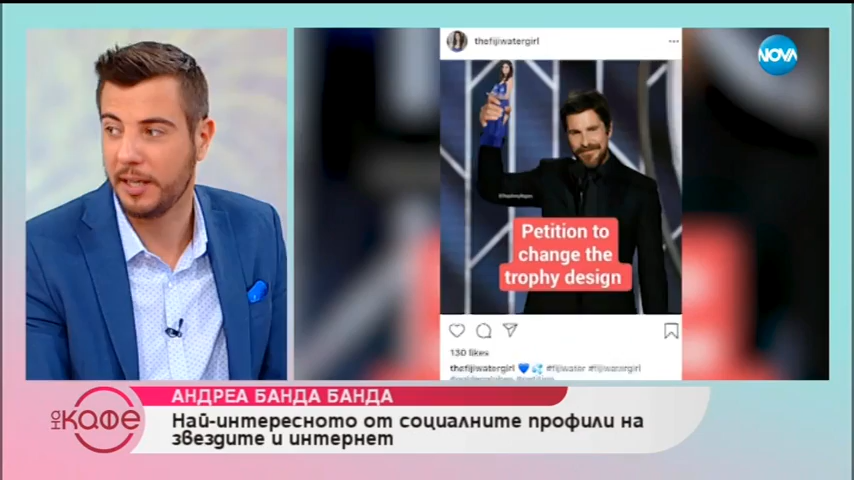 thefijiwatergirl
NOVA
Petition to
change the
trophy design
130 likes
thefijiwatergirl 💙💦 #fijiwater #fijiwatergirl
АНДРЕА БАНДА БАНДА
НА КАФЕ
Най-интересното от социалните профили на
звездите и интернет